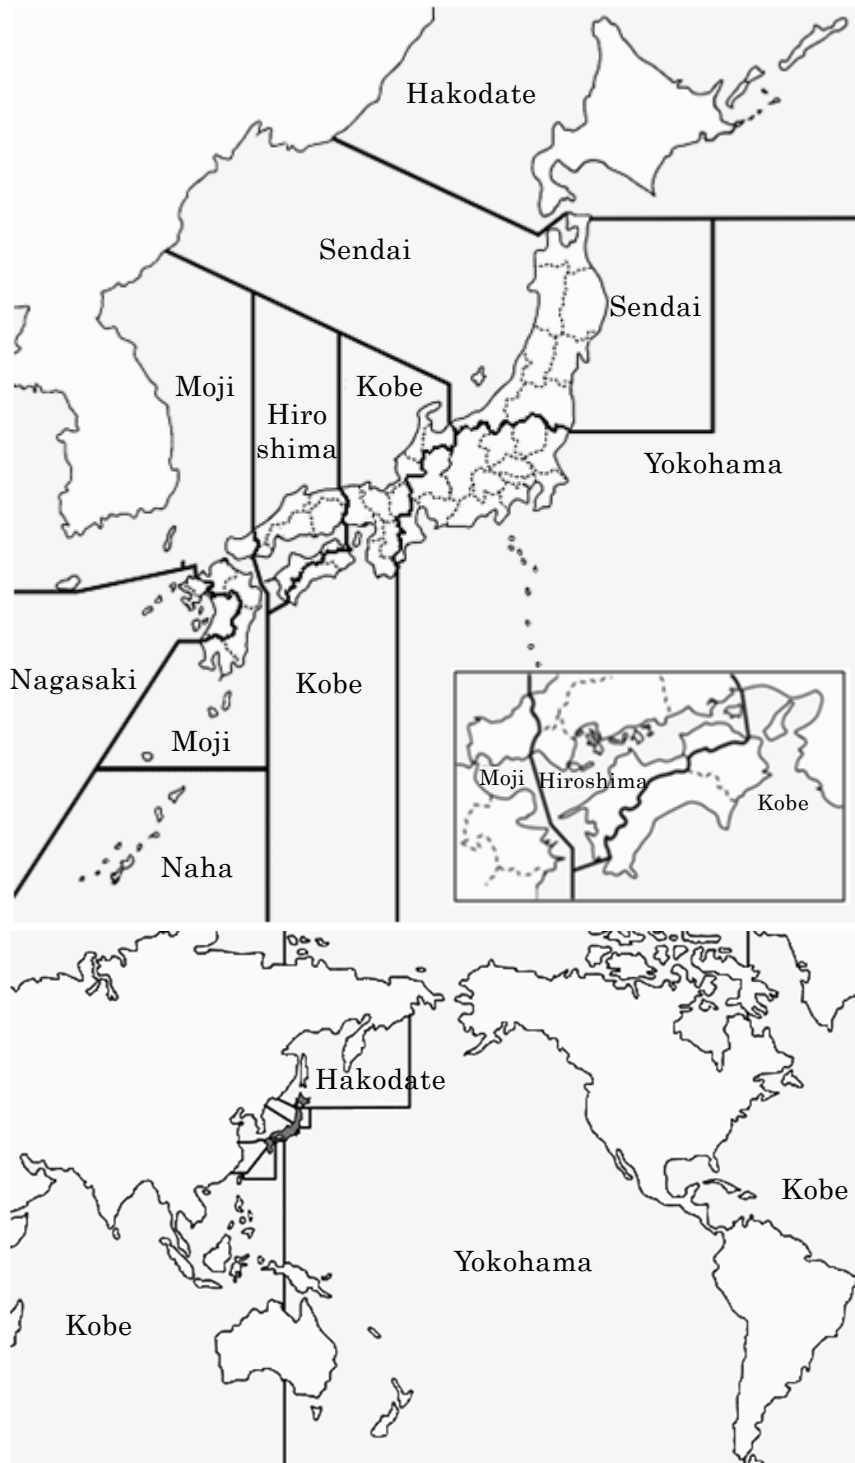 Hakodate
Sendai
Sendai
Moji
Kobe
Hiro
shima
Yokohama
Nagasaki
Kobe
Moji
Moji
Hiroshima
Kobe
Naha
Hakodate
Kobe
Yokohama
Kobe